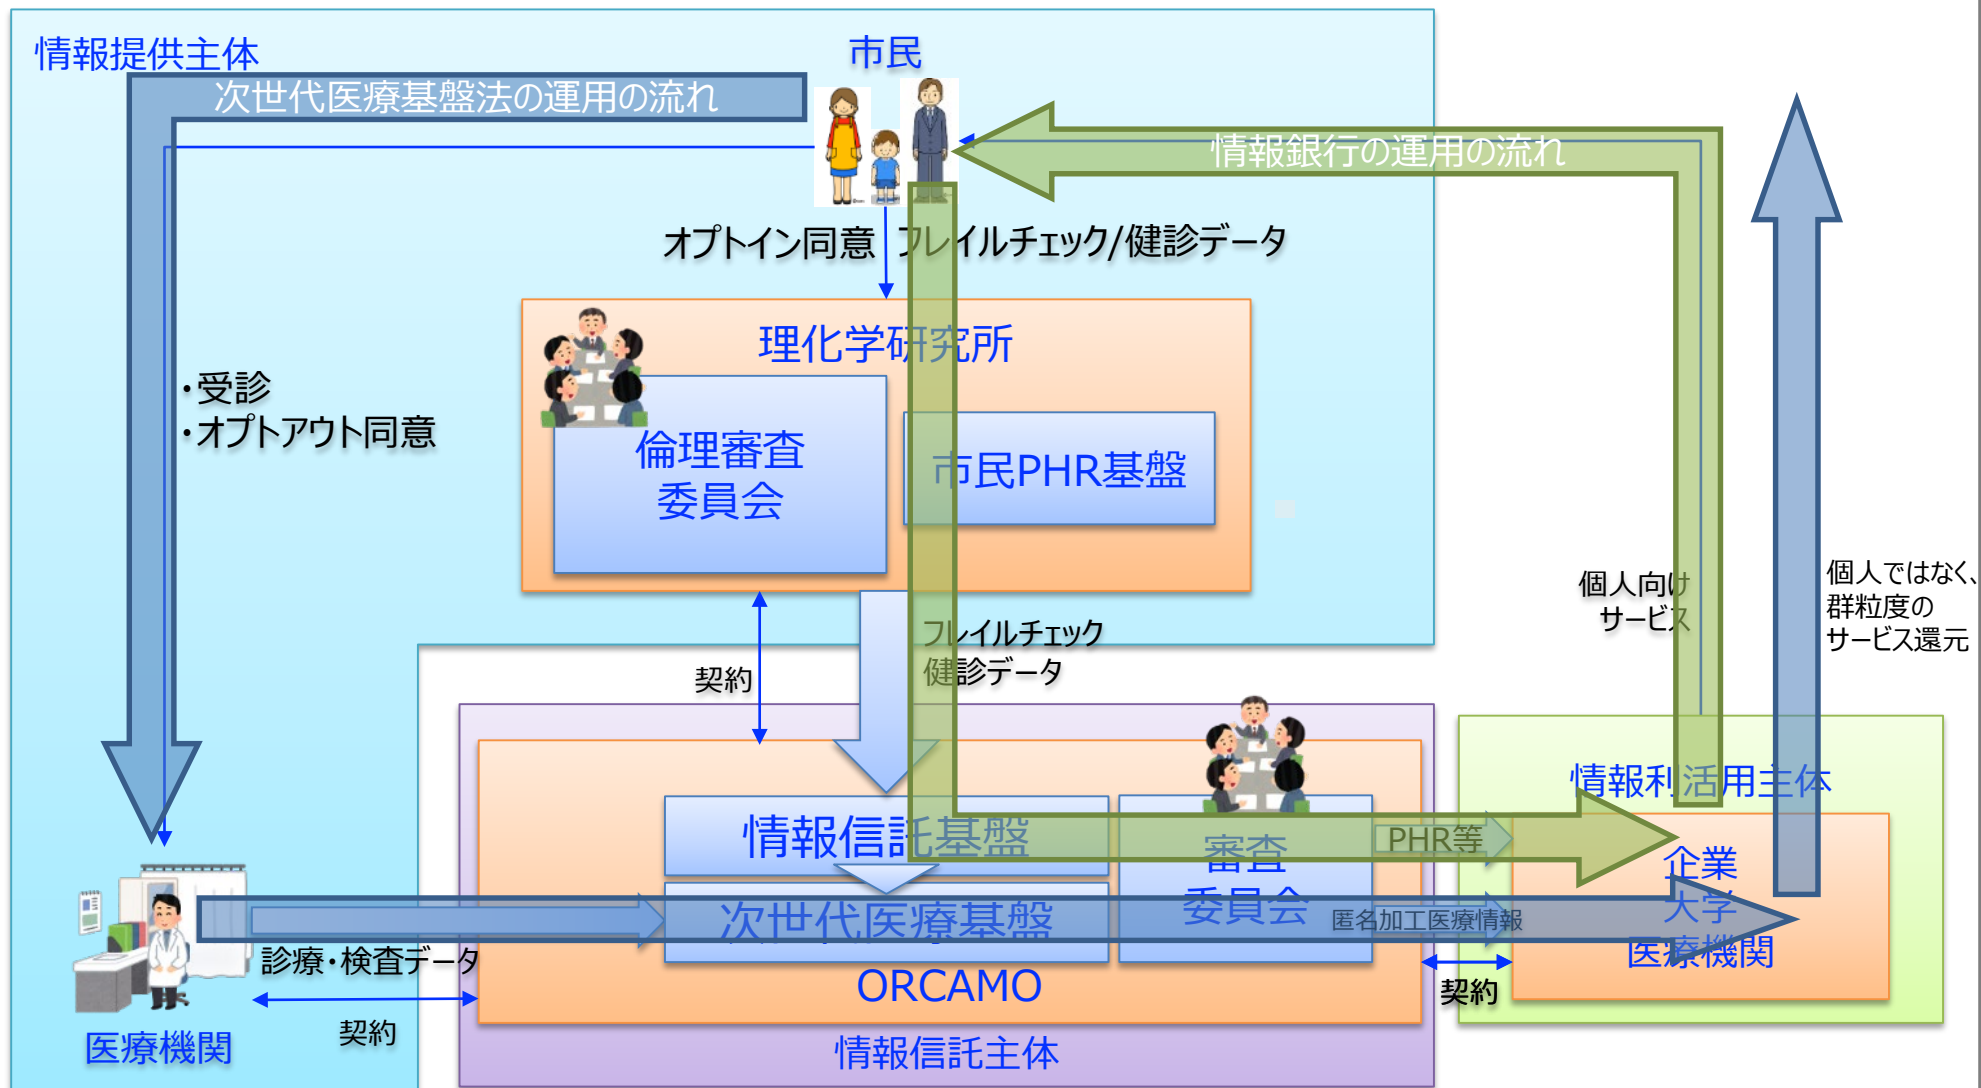 情報提供主体
市民
次世代医療基盤法の運用の流れ
情報銀行の運用の流れ
オプトイン同意
フレイルチェック/健診データ
理化学研究所
・受診
・オプトアウト同意
倫理審査
委員会
市民PHR基盤
個人向け
サービス
個人ではなく、
群粒度の
サービス還元
フレイルチェック
健診データ
契約
情報利活用主体
情報信託基盤
審査
委員会
PHR等
企業
大学
医療機関
次世代医療基盤
匿名加工医療情報
診療・検査データ
ORCAMO
契約
契約
医療機関
情報信託主体